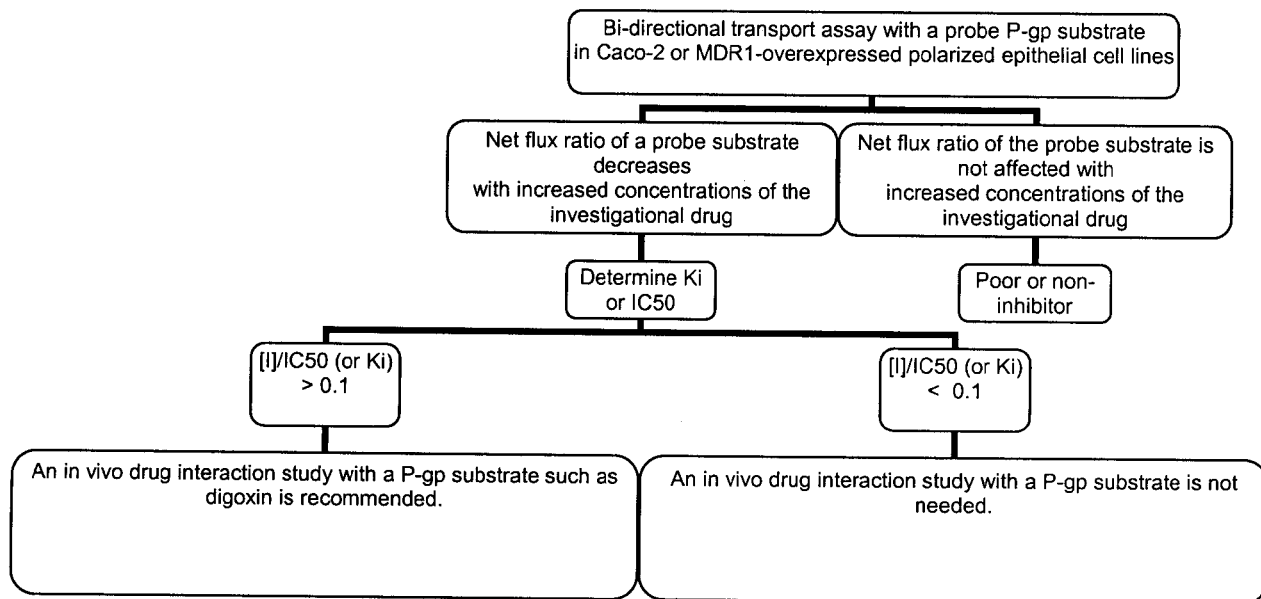 Bi-directional transport assay with a probe P-gp substrate
in Caco-2 or MDR1-overexpressed polarized epithelial cell lines
Net flux ratio of a probe substrate
decreases
with increased concentrations of the
investigational drug
Net flux ratio of the probe substrate is
not affected with
increased concentrations of the
investigational drug
Determine Ki
or IC50
Poor or non-
inhibitor
[I]/IC50 (or Ki)
> 0.1
[I]/IC50 (or Ki)
< 0.1
An in vivo drug interaction study with a P-gp substrate such as
digoxin is recommended.
An in vivo drug interaction study with a P-gp substrate is not
needed.